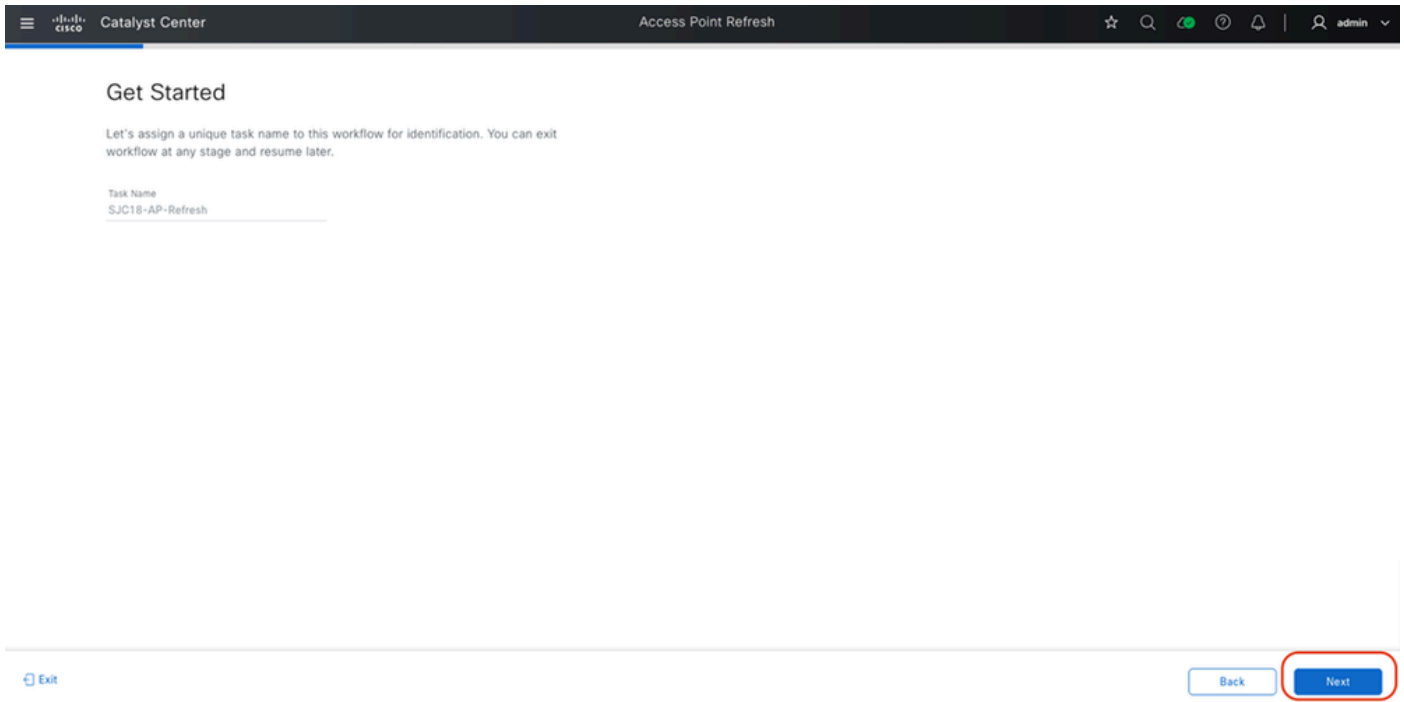 CISCO Catalyst Center
Access Point Refresh
admin
Get Started
Let's assign a unique task name to this workflow for identification. You can exit
workflow at any stage and resume later.
Task Name
SJC18-AP-Refresh
Exit
Back
Next